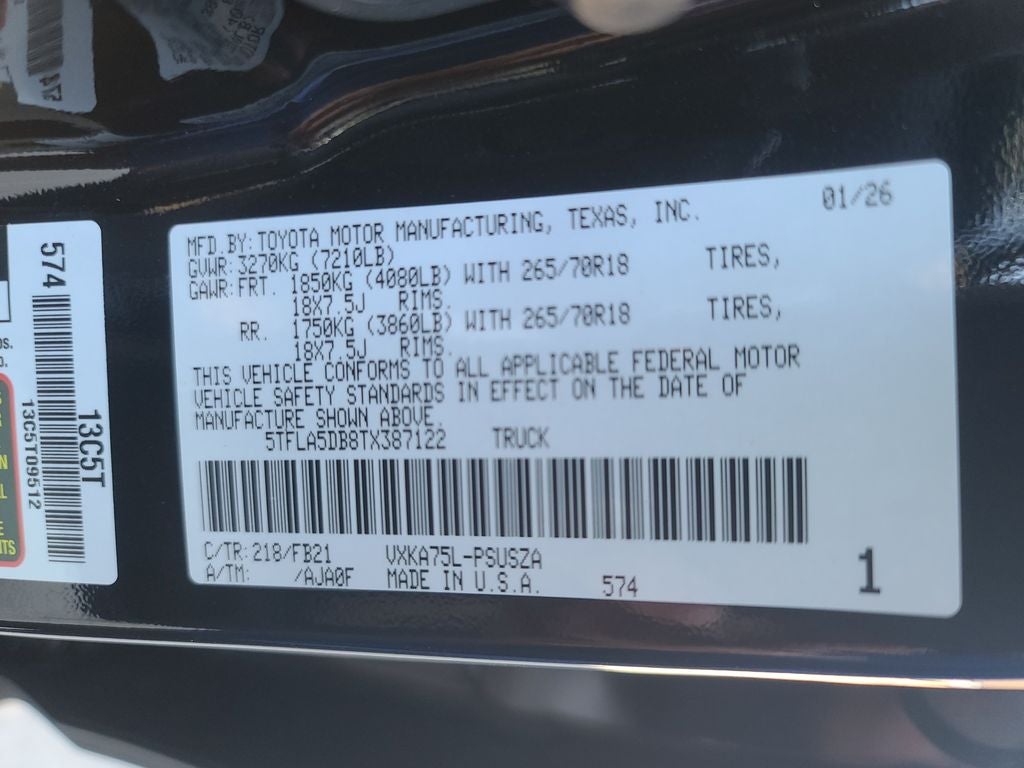 MFD.BY:TOYOTA MOTOR MANUFACTURING, TEXAS, INC. 01/26
GVWR:3270KG (7210LB)
GAWR:FRT. 1850KG (4080LB) WITH 265/70R18 TIRES,
18X7.5J RIMS.
RR. 1750KG (3860LB) WITH 265/70R18 TIRES,
18X7.5J RIMS.
THIS VEHICLE CONFORMS TO ALL APPLICABLE FEDERAL MOTOR
VEHICLE SAFETY STANDARDS IN EFFECT ON THE DATE OF
MANUFACTURE SHOWN ABOVE.
5TFLA5DB8TX387122 TRUCK
C/TR:218/FB21 VXKA75L-PSUSZA
A/TM: /AJA0F MADE IN U.S.A. 574
1
574
13C5T
13C5T09512